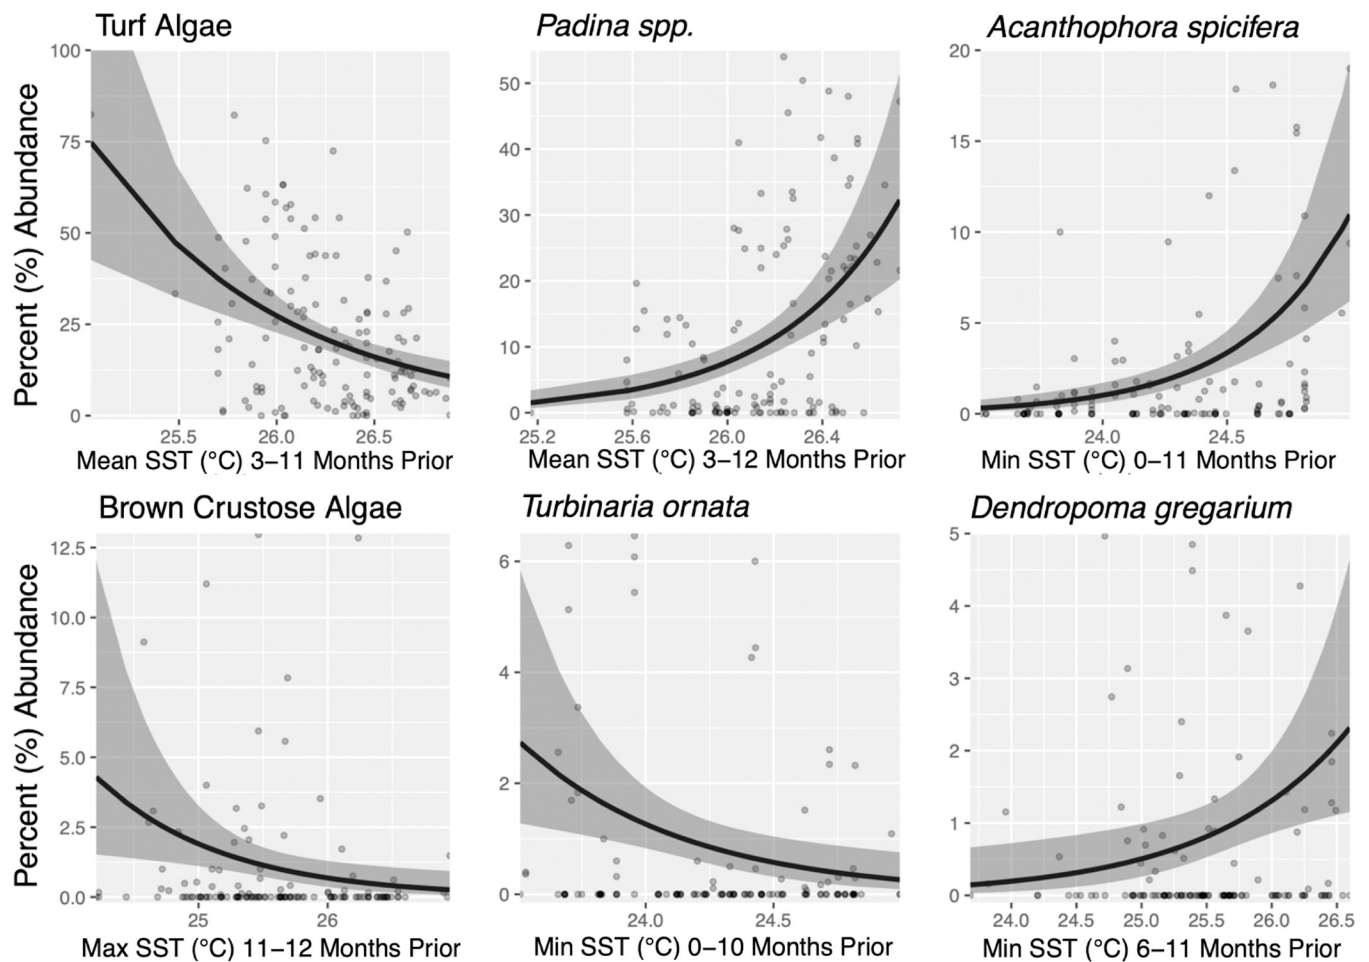 Turf Algae
Padina spp.
Acanthophora spicifera
Percent (%) Abundance
100
75
50
25
0
25.5 26.0 26.5
Mean SST (°C) 3–11 Months Prior
50
40
30
20
10
0
25.2 25.6 26.0 26.4
Mean SST (°C) 3–12 Months Prior
20
15
10
5
0
24.0 24.5
Min SST (°C) 0–11 Months Prior
Brown Crustose Algae
Turbinaria ornata
Dendropoma gregarium
Percent (%) Abundance
12.5
10.0
7.5
5.0
2.5
0.0
25 26
Max SST (°C) 11–12 Months Prior
6
4
2
0
24.0 24.5
Min SST (°C) 0–10 Months Prior
5
4
3
2
1
0
24.0 24.5 25.0 25.5 26.0 26.5
Min SST (°C) 6–11 Months Prior